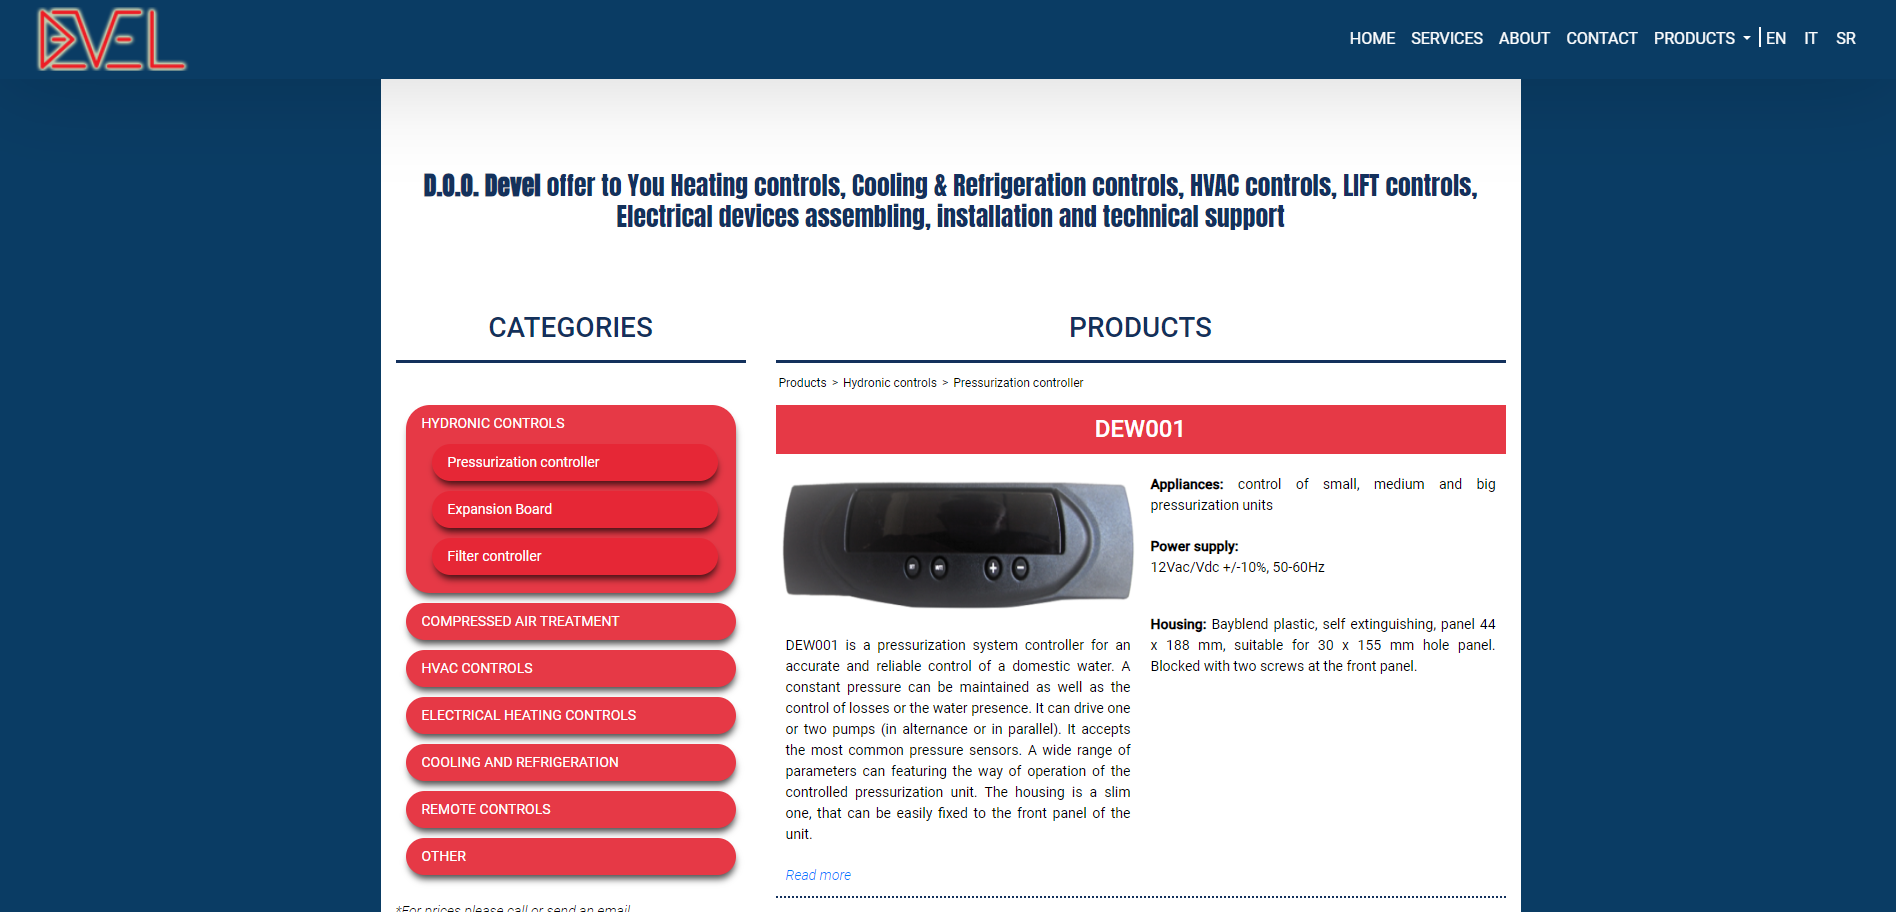 DEVEL
HOME SERVICES ABOUT CONTACT PRODUCTS EN IT SR
D.O.O. Devel offer to You Heating controls, Cooling & Refrigeration controls, HVAC controls, LIFT controls,
Electrical devices assembling, installation and technical support
CATEGORIES
HYDRONIC CONTROLS
Pressurization controller
Expansion Board
Filter controller
COMPRESSED AIR TREATMENT
HVAC CONTROLS
ELECTRICAL HEATING CONTROLS
COOLING AND REFRIGERATION
REMOTE CONTROLS
OTHER
*For prices please call or send an email
PRODUCTS
Products > Hydronic controls > Pressurization controller
DEW001
DEW001 is a pressurization system controller for an
accurate and reliable control of a domestic water. A
constant pressure can be maintained as well as the
control of losses or the water presence. It can drive one
or two pumps (in alternance or in parallel). It accepts
the most common pressure sensors. A wide range of
parameters can featuring the way of operation of the
controlled pressurization unit. The housing is a slim
one, that can be easily fixed to the front panel of the
unit.
Read more
Appliances: control of small, medium and big
pressurization units
Power supply:
12Vac/Vdc +/-10%, 50-60Hz
Housing: Bayblend plastic, self extinguishing, panel 44
x 188 mm, suitable for 30 x 155 mm hole panel.
Blocked with two screws at the front panel.